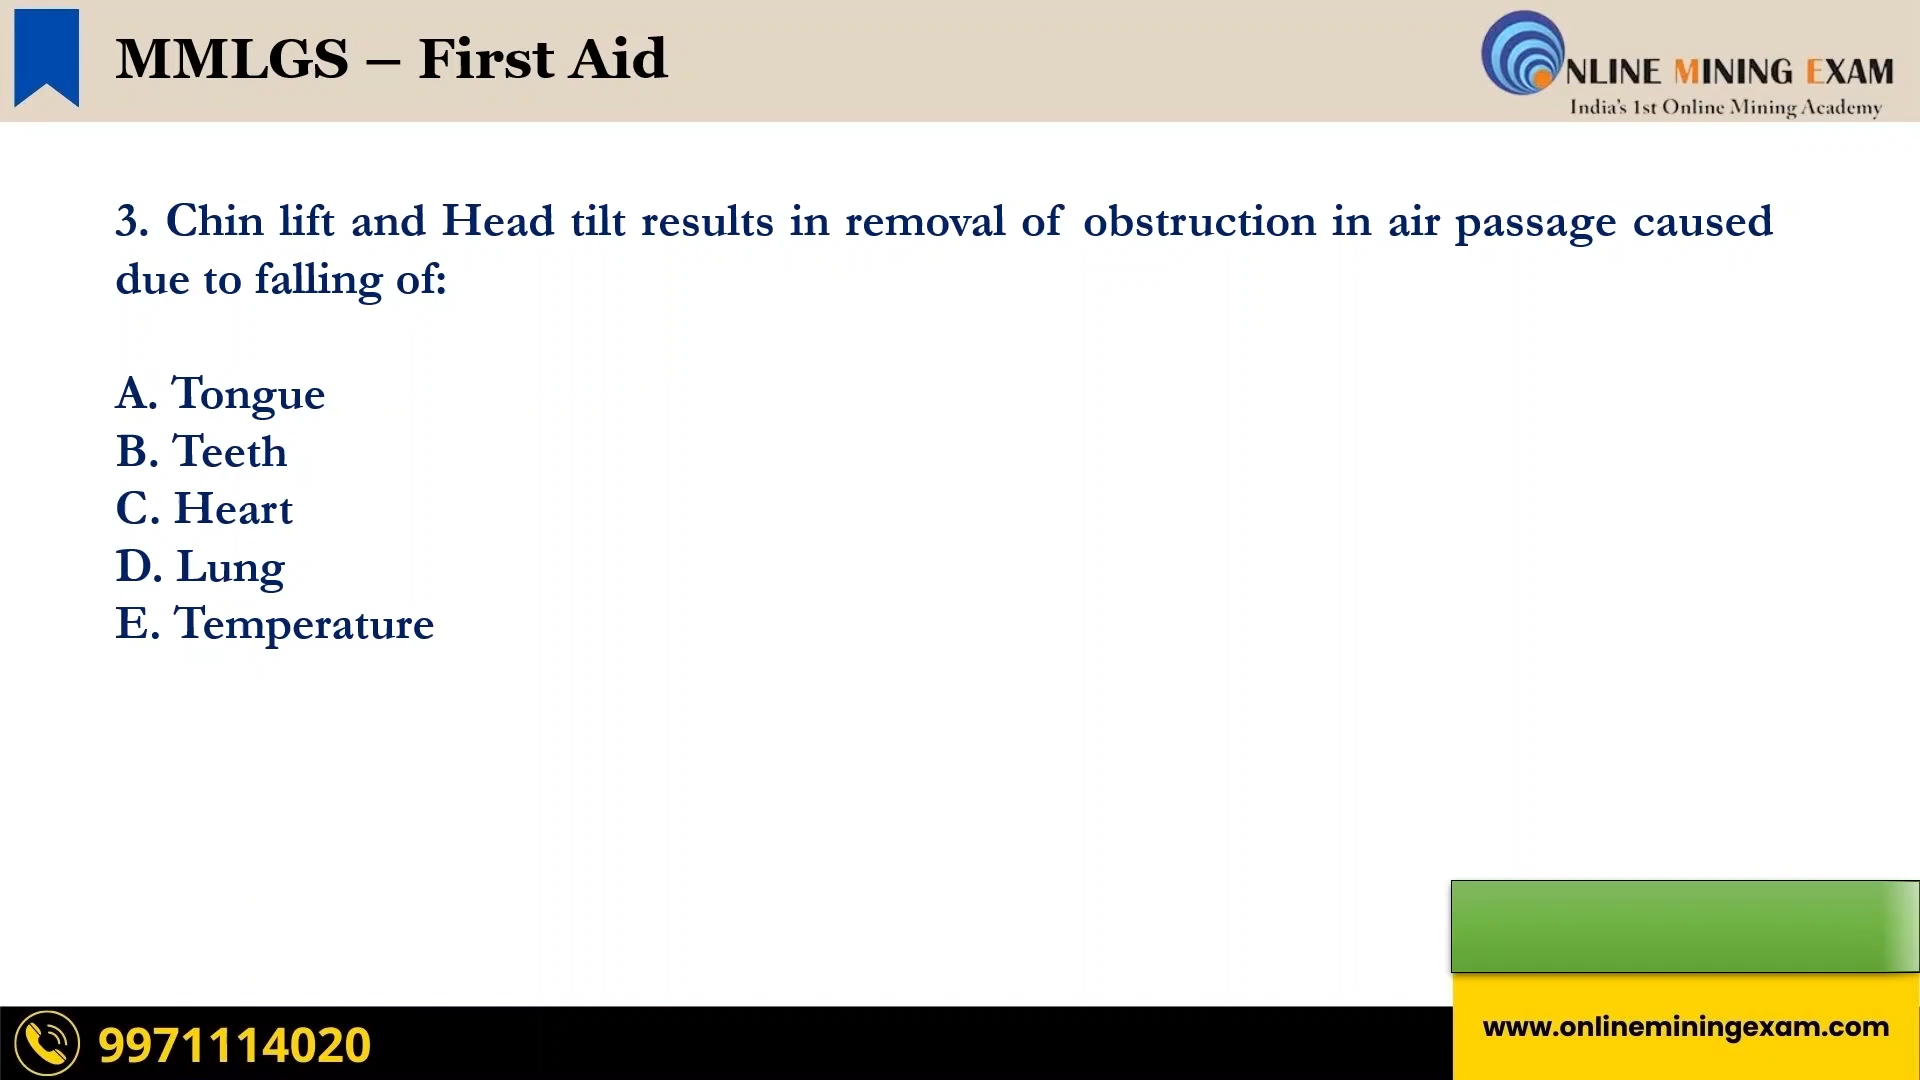 MMLGS – First Aid
NLINE MINING EXAM
India's 1st Online Mining Academy
3. Chin lift and Head tilt results in removal of obstruction in air passage caused
due to falling of:
A. Tongue
B. Teeth
C. Heart
D. Lung
E. Temperature
9971114020
www.onlineminingexam.com